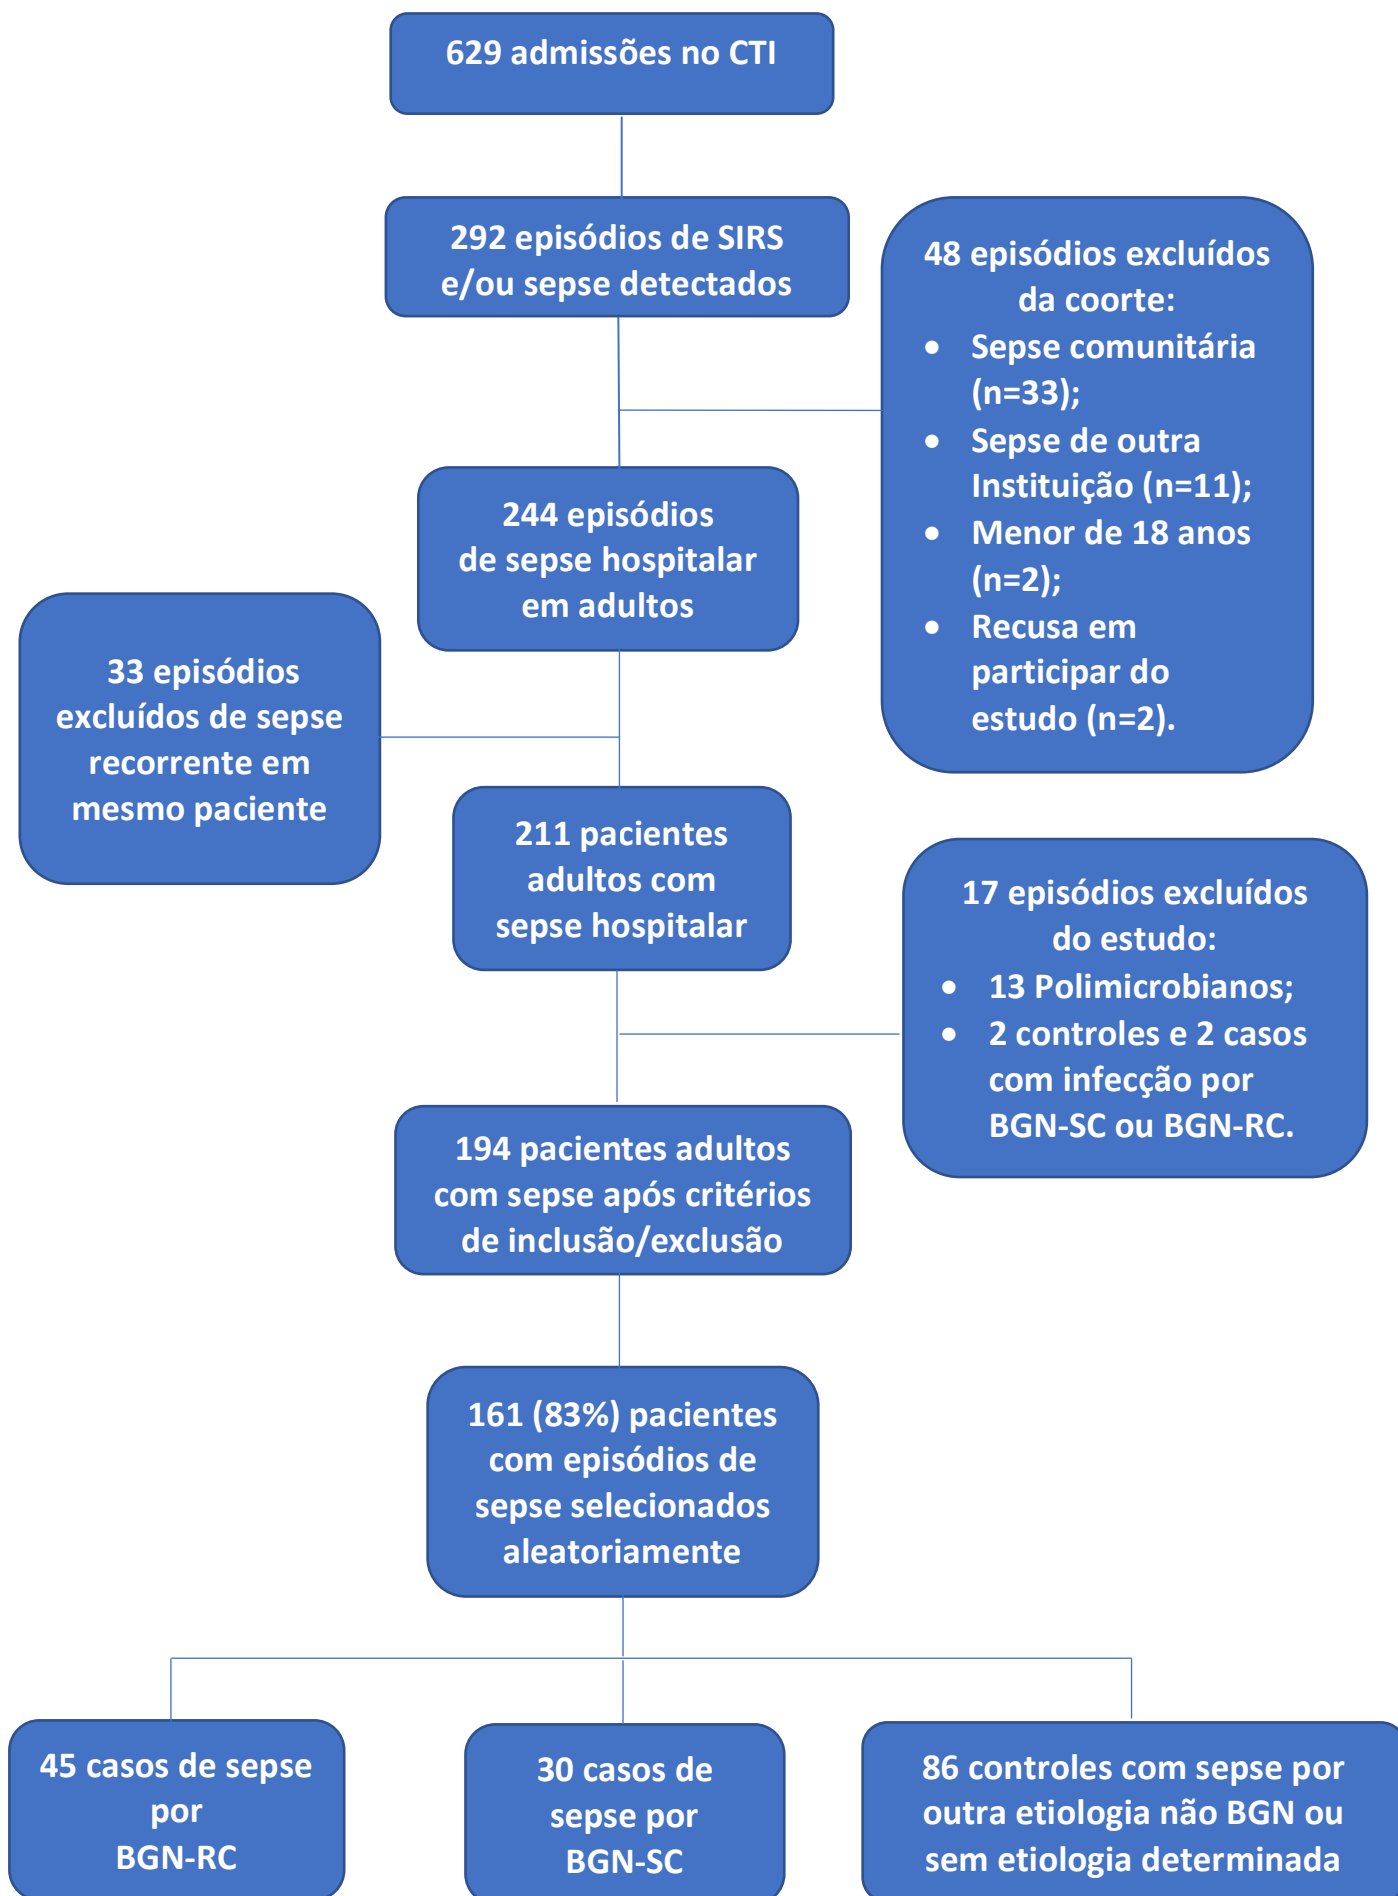 629 admissões no CTI
292 episódios de SIRS
e/ou sepse detectados
48 episódios excluídos
da coorte:
• Sepse comunitária
(n=33);
• Sepse de outra
Instituição (n=11);
• Menor de 18 anos
(n=2);
• Recusa em
participar do
estudo (n=2).
244 episódios
de sepse hospitalar
em adultos
33 episódios
excluídos de sepse
recorrente em
mesmo paciente
211 pacientes
adultos com
sepse hospitalar
17 episódios excluídos
do estudo:
• 13 Polimicrobianos;
• 2 controles e 2 casos
com infecção por
BGN-SC ou BGN-RC.
194 pacientes adultos
com sepse após critérios
de inclusão/exclusão
161 (83%) pacientes
com episódios de
sepse selecionados
aleatoriamente
45 casos de sepse
por
BGN-RC
30 casos de
sepse por
BGN-SC
86 controles com sepse por
outra etiologia não BGN ou
sem etiologia determinada